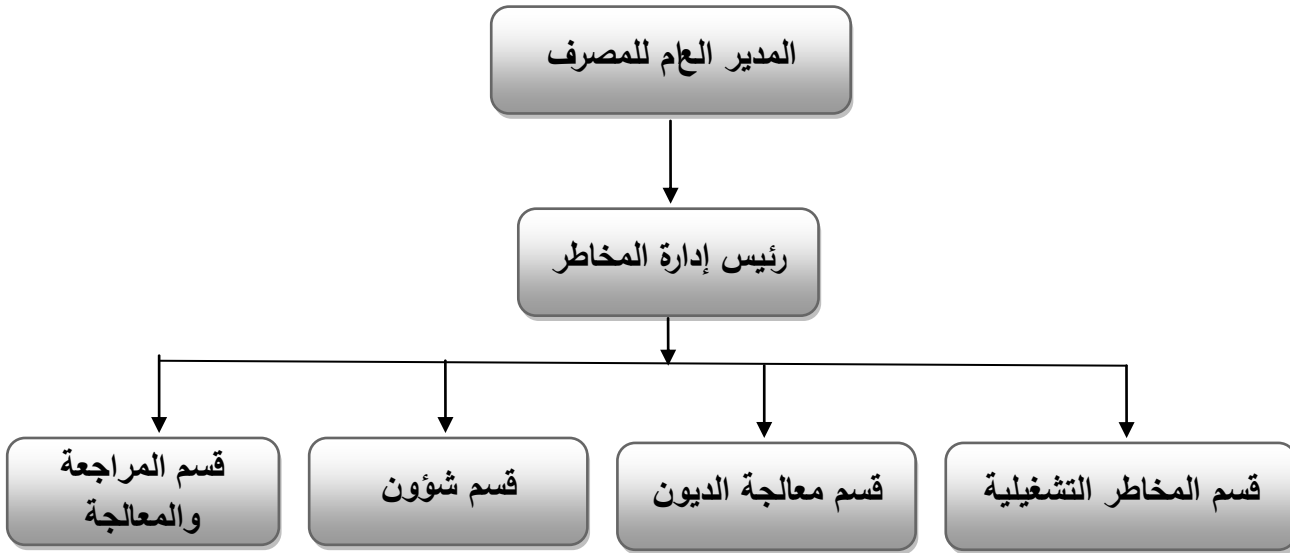 المدير العام للمصرف
رئيس إدارة المخاطر
قسم المخاطر التشغيلية
قسم معالجة الديون
قسم شؤون
قسم المراجعة
والمعالجة